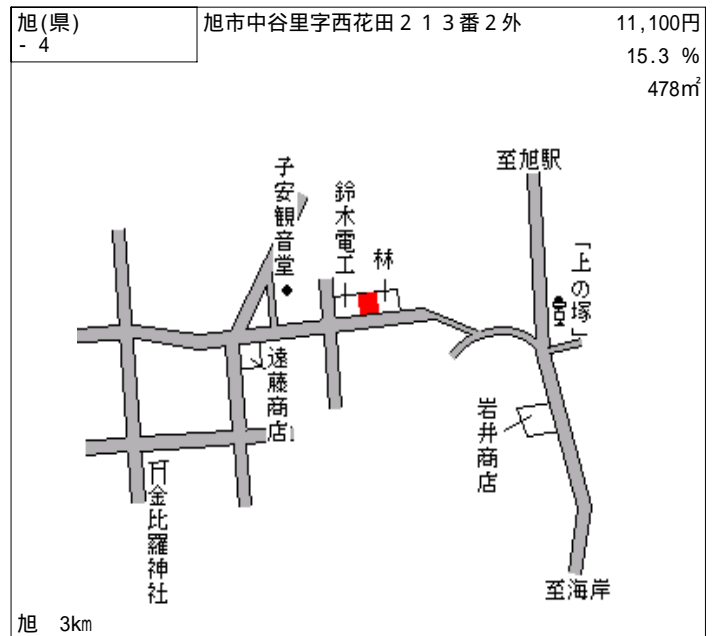 旭(県)
- 4
旭市中谷里字西花田２１３番２外
11,100円
15.3 %
478㎡
至旭駅
子安観音堂
鈴木電工
林
「上の塚」
遠藤商店
岩井商店
金比羅神社
至海岸
旭 3km